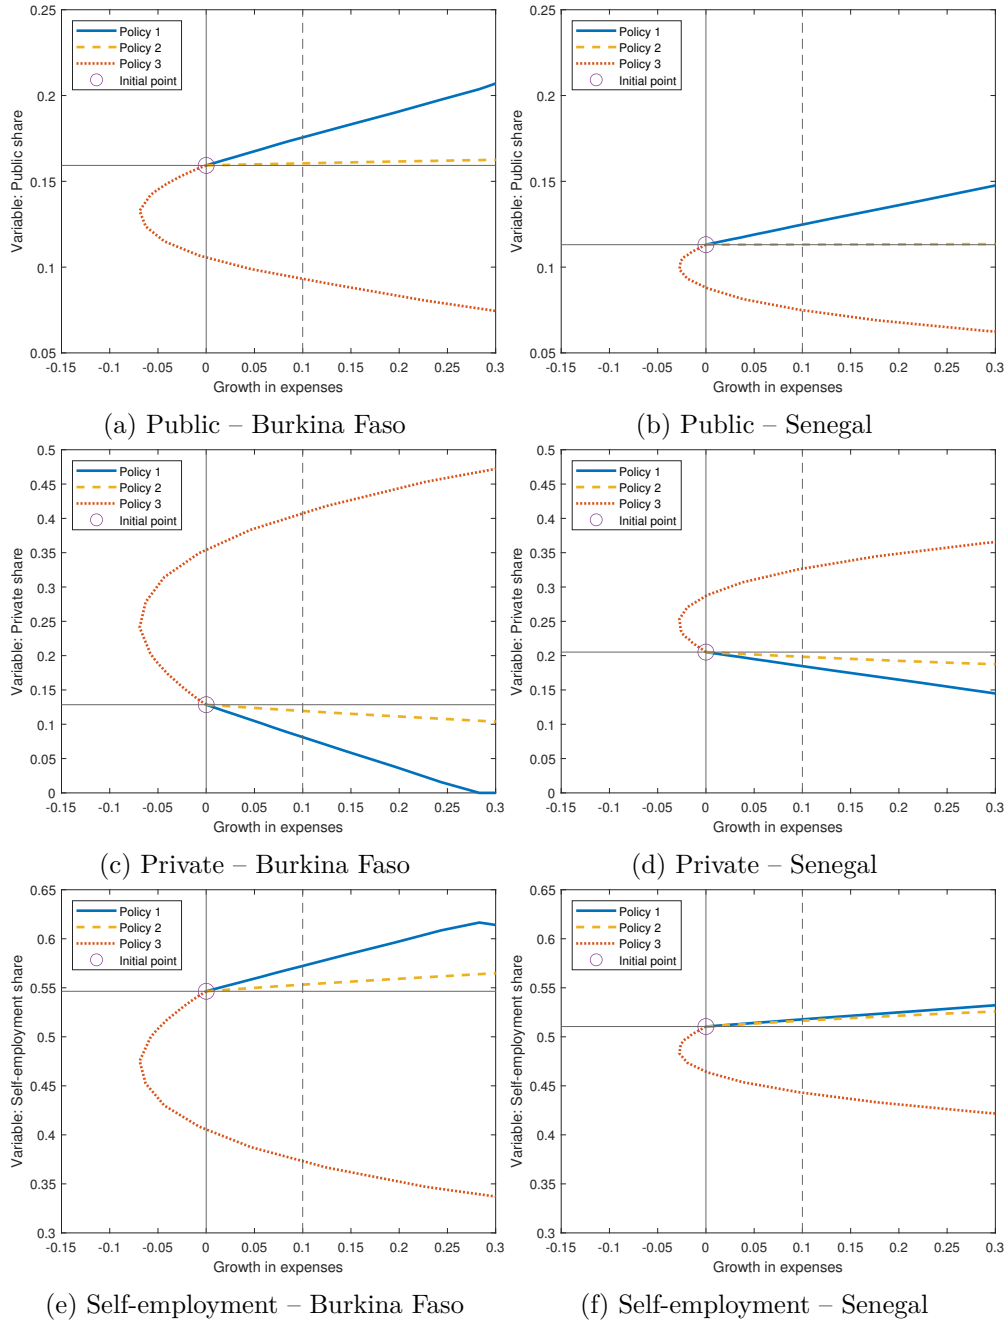 0.25
0.2
0.15
0.1
0.05
Variable: Public share
Policy 1
Policy 2
Policy 3
Initial point
-0.15 -0.1 -0.05 0 0.05 0.1 0.15 0.2 0.25 0.3
Growth in expenses
(a) Public – Burkina Faso
0.25
0.2
0.15
0.1
0.05
Variable: Public share
Policy 1
Policy 2
Policy 3
Initial point
-0.15 -0.1 -0.05 0 0.05 0.1 0.15 0.2 0.25 0.3
Growth in expenses
(b) Public – Senegal
0.5
0.45
0.4
0.35
0.3
0.25
0.2
0.15
0.1
0.05
0
Variable: Private share
Policy 1
Policy 2
Policy 3
Initial point
-0.15 -0.1 -0.05 0 0.05 0.1 0.15 0.2 0.25 0.3
Growth in expenses
(c) Private – Burkina Faso
0.5
0.45
0.4
0.35
0.3
0.25
0.2
0.15
0.1
0.05
0
Variable: Private share
Policy 1
Policy 2
Policy 3
Initial point
-0.15 -0.1 -0.05 0 0.05 0.1 0.15 0.2 0.25 0.3
Growth in expenses
(d) Private – Senegal
0.65
0.6
0.55
0.5
0.45
0.4
0.35
0.3
Variable: Self-employment share
Policy 1
Policy 2
Policy 3
Initial point
-0.15 -0.1 -0.05 0 0.05 0.1 0.15 0.2 0.25 0.3
Growth in expenses
(e) Self-employment – Burkina Faso
0.65
0.6
0.55
0.5
0.45
0.4
0.35
0.3
Variable: Self-employment share
Policy 1
Policy 2
Policy 3
Initial point
-0.15 -0.1 -0.05 0 0.05 0.1 0.15 0.2 0.25 0.3
Growth in expenses
(f) Self-employment – Senegal